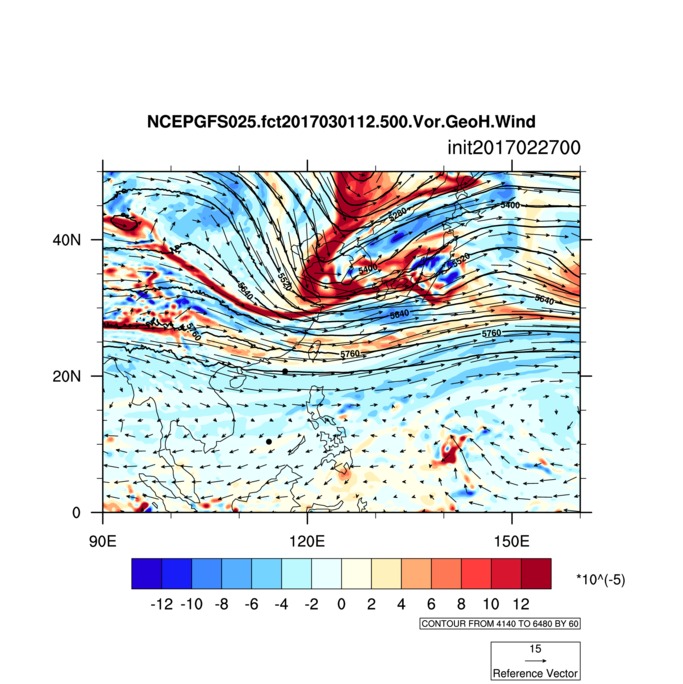 NCEPGFS025.fct2017030112.500.Vor.GeoH.Wind
init2017022700
5280
5400
40N
5400
5520
5520
5640
5640
5640
5760
5760
5760
20N
0
90E 120E 150E
-12 -10 -8 -6 -4 -2 0 2 4 6 8 10 12
*10^(-5)
CONTOUR FROM 4140 TO 6480 BY 60
15
Reference Vector